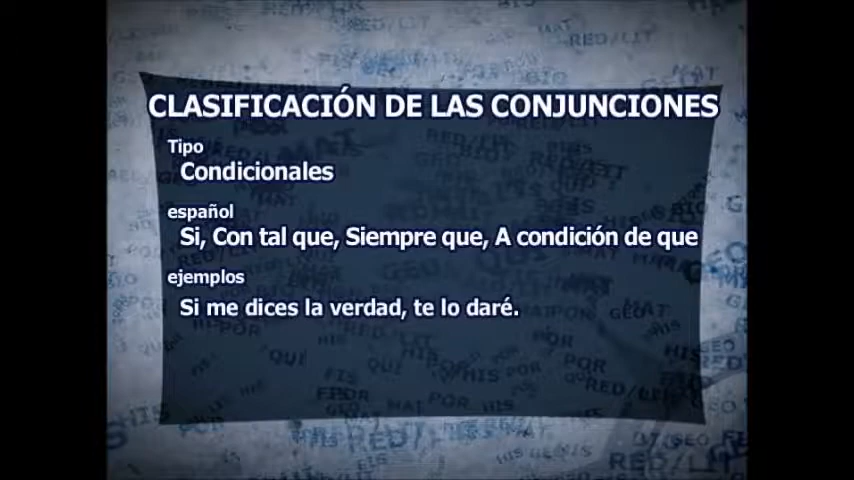 CLASIFICACIÓN DE LAS CONJUNCIONES
Tipo
Condicionales
español
Si, Con tal que, Siempre que, A condición de que
ejemplos
Si me dices la verdad, te lo daré.